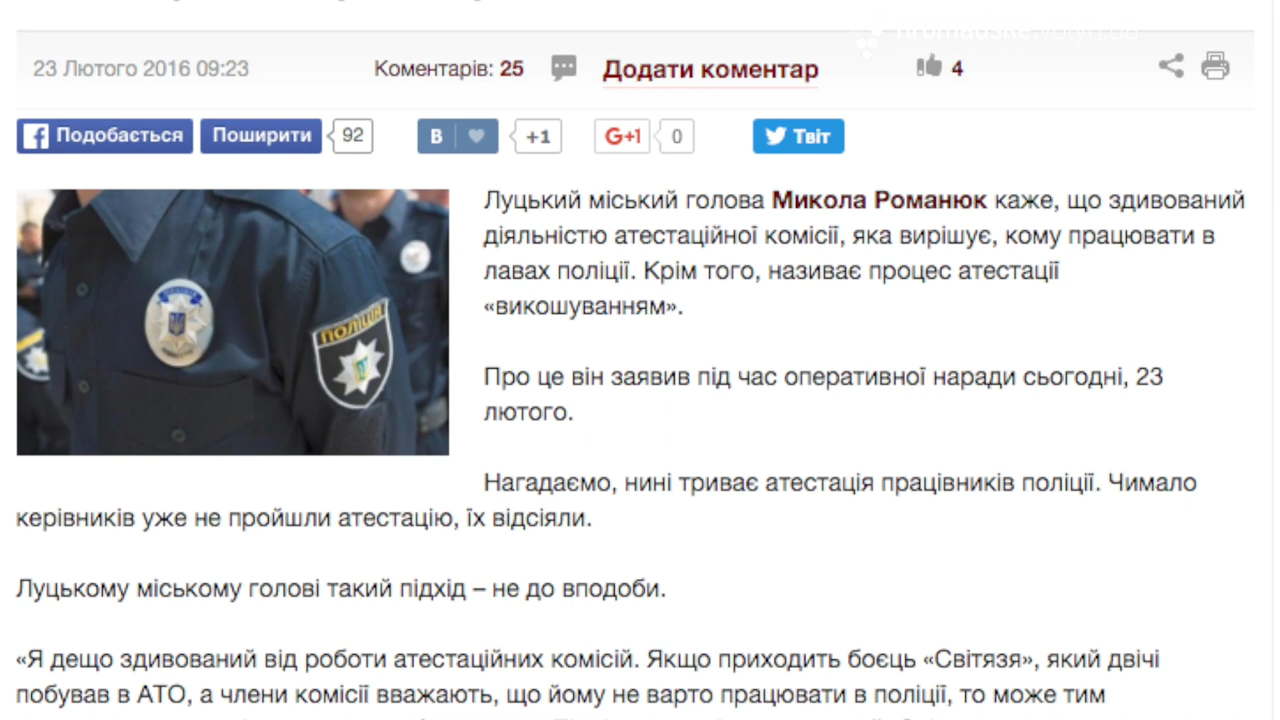 hromadske.volyn.ua
23 Лютого 2016 09:23
Коментарів: 25
Додати коментар
4
Подобається
Поширити
92
B
+1
G+1
0
Твіт
ПОЛІЦІЯ
Луцький міський голова Микола Романюк каже, що здивований
діяльністю атестаційної комісії, яка вирішує, кому працювати в
лавах поліції. Крім того, називає процес атестації
«викошуванням».
Про це він заявив під час оперативної наради сьогодні, 23
лютого.
Нагадаємо, нині триває атестація працівників поліції. Чимало
керівників уже не пройшли атестацію, їх відсіяли.
Луцькому міському голові такий підхід – не до вподоби.
«Я дещо здивований від роботи атестаційних комісій. Якщо приходить боєць «Світязя», який двічі
побував в АТО, а члени комісії вважають, що йому не варто працювати в поліції, то може тим